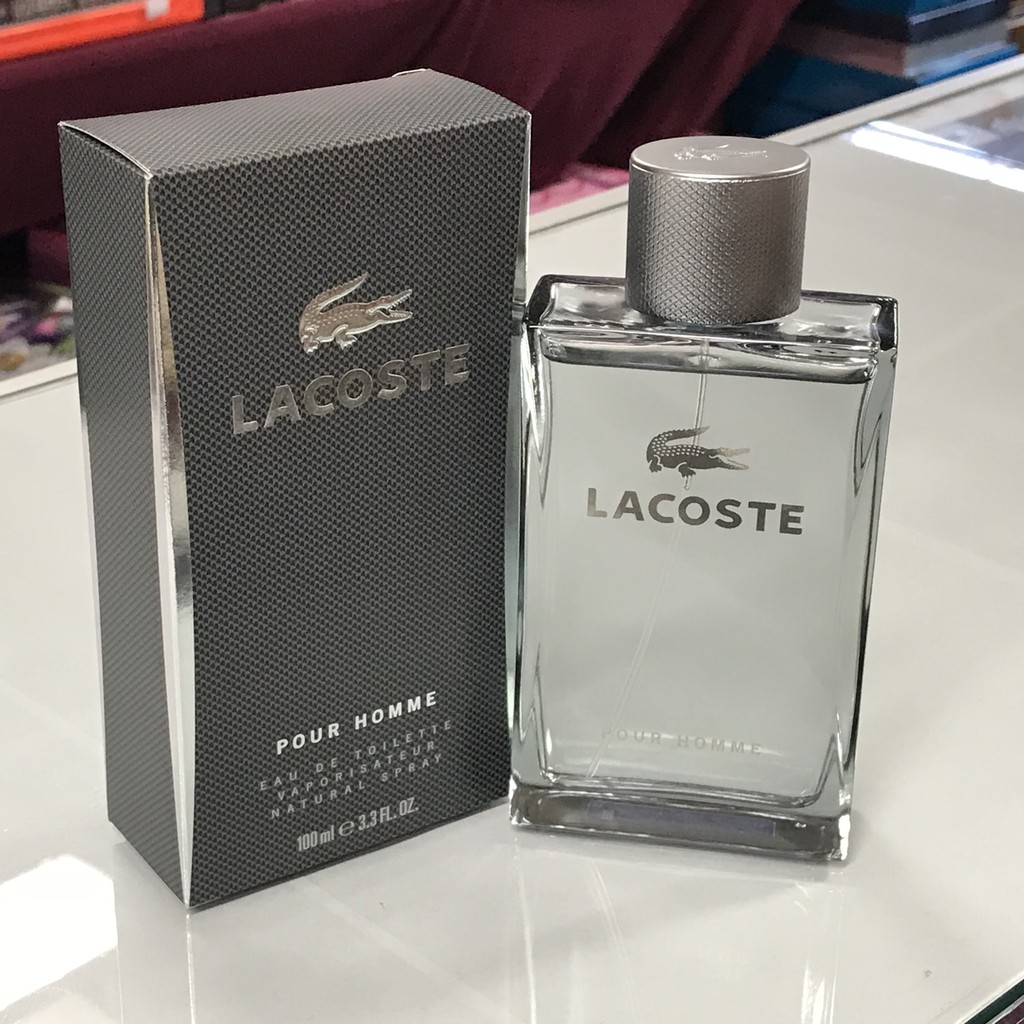 LACOSTE
POUR HOMME
EAU DE TOILETTE
VAPORISATEUR
NATURAL SPRAY
100 ml ℮ 3.3 FL. OZ.
LACOSTE
POUR HOMME